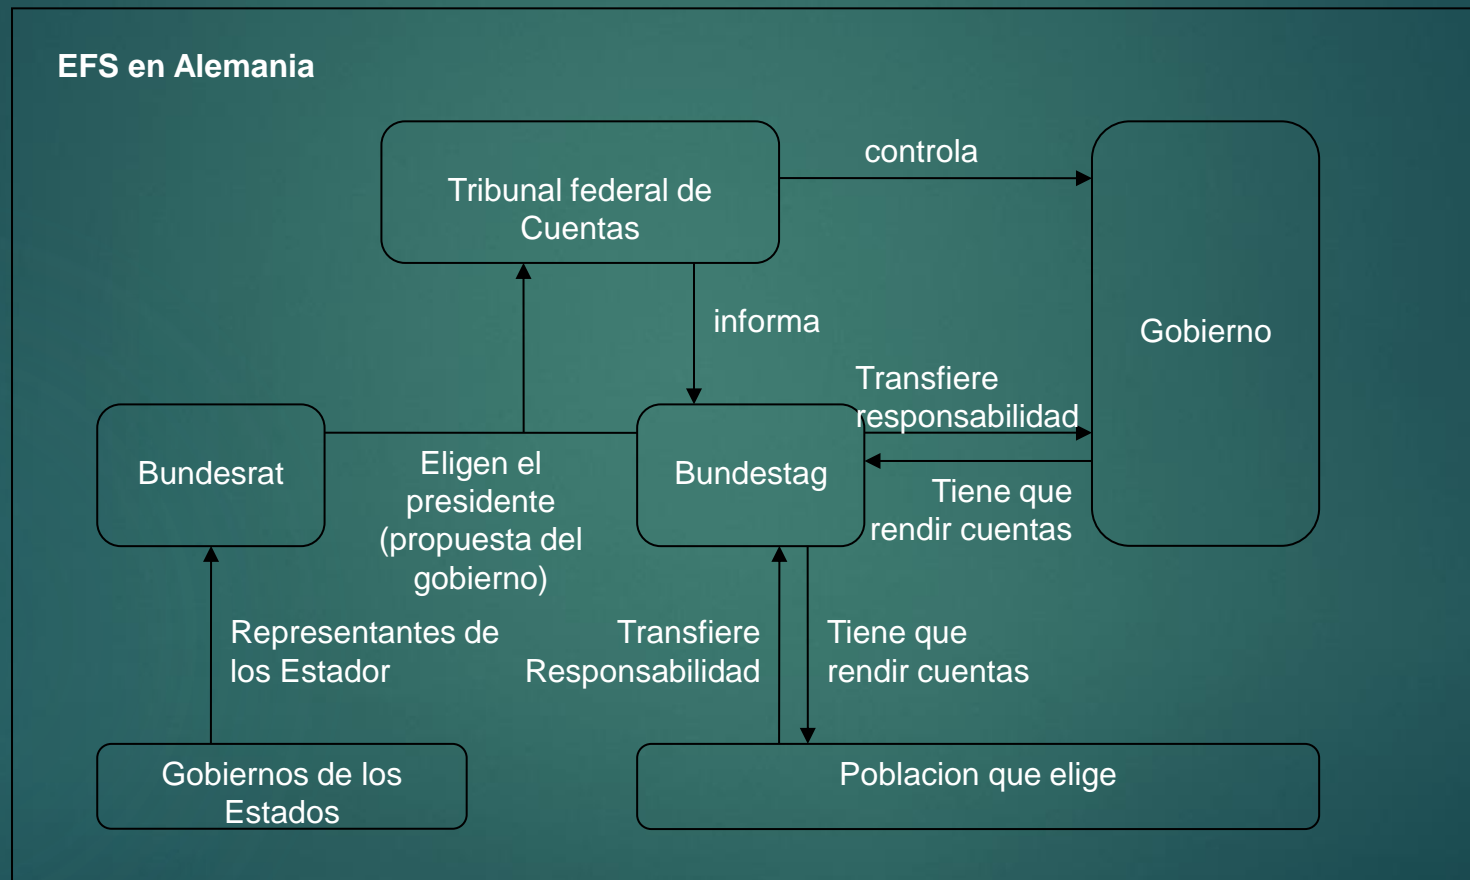 EFS en Alemania
Tribunal federal de
Cuentas
controla
Gobierno
informa
Transfiere
responsabilidad
Bundesrat
Eligen el
presidente
(propuesta del
gobierno)
Bundestag
Tiene que
rendir cuentas
Representantes de
los Estador
Transfiere
Responsabilidad
Tiene que
rendir cuentas
Gobiernos de los
Estados
Poblacion que elige